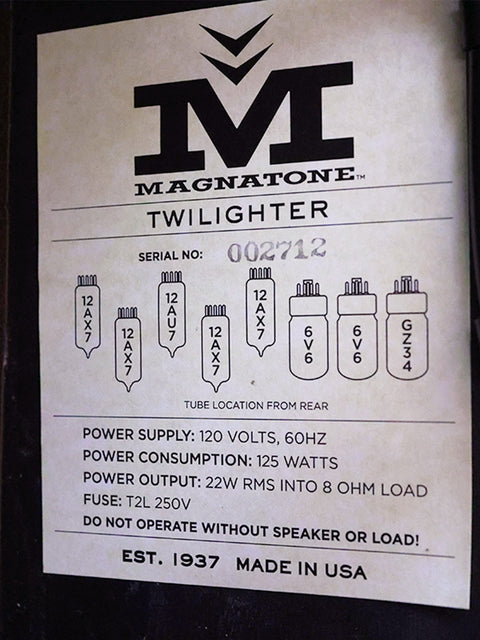 M
MAGNATONE™
TWILIGHTER
SERIAL NO: 002712
12AX7 12AX7 12AU7 12AX7 12AX7 6V6 6V6 GZ34
TUBE LOCATION FROM REAR
POWER SUPPLY: 120 VOLTS, 60HZ
POWER CONSUMPTION: 125 WATTS
POWER OUTPUT: 22W RMS INTO 8 OHM LOAD
FUSE: T2L 250V
DO NOT OPERATE WITHOUT SPEAKER OR LOAD!
EST. 1937 MADE IN USA